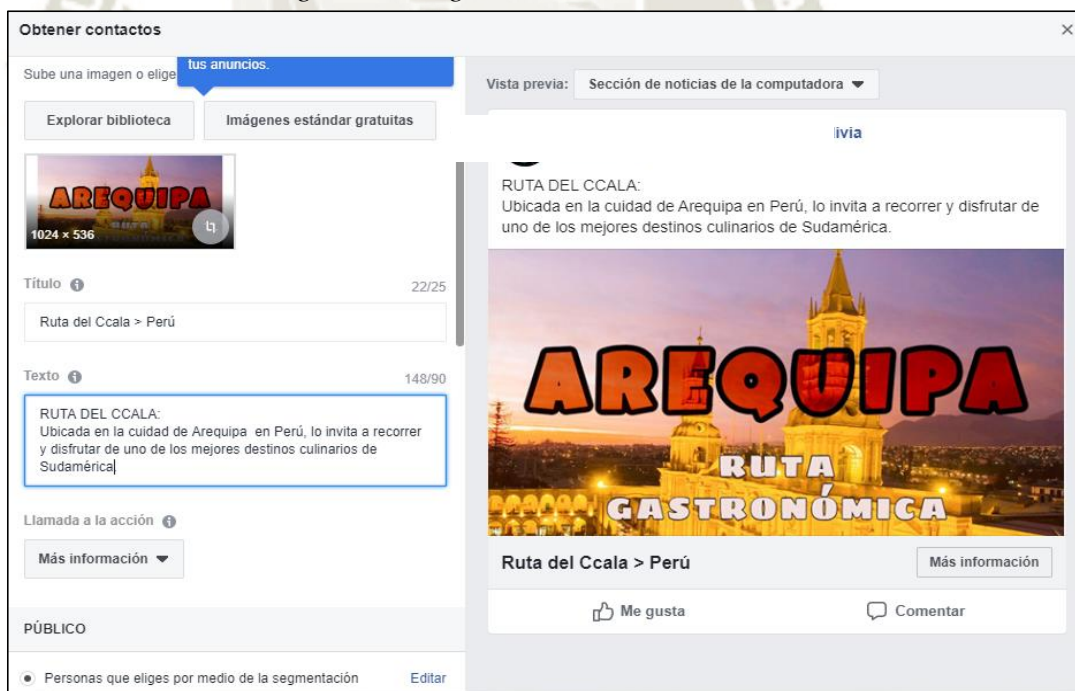 Obtener contactos
Sube una imagen o elige
tus anuncios.
Explorar biblioteca
Imágenes estándar gratuitas
AREQUIPA
RUTA
1024 × 536
Título
22/25
Ruta del Ccala > Perú
Texto
148/90
RUTA DEL CCALA:
Ubicada en la cuidad de Arequipa en Perú, lo invita a recorrer
y disfrutar de uno de los mejores destinos culinarios de
Sudamérica
Llamada a la acción
Más información
PÚBLICO
Personas que eliges por medio de la segmentación
Editar
Vista previa:
Sección de noticias de la computadora
RUTA DEL CCALA:
Ubicada en la cuidad de Arequipa en Perú, lo invita a recorrer y disfrutar de
uno de los mejores destinos culinarios de Sudamérica.
AREQUIPA
RUTA
GASTRONÓMICA
Ruta del Ccala > Perú
Más información
Me gusta
Comentar